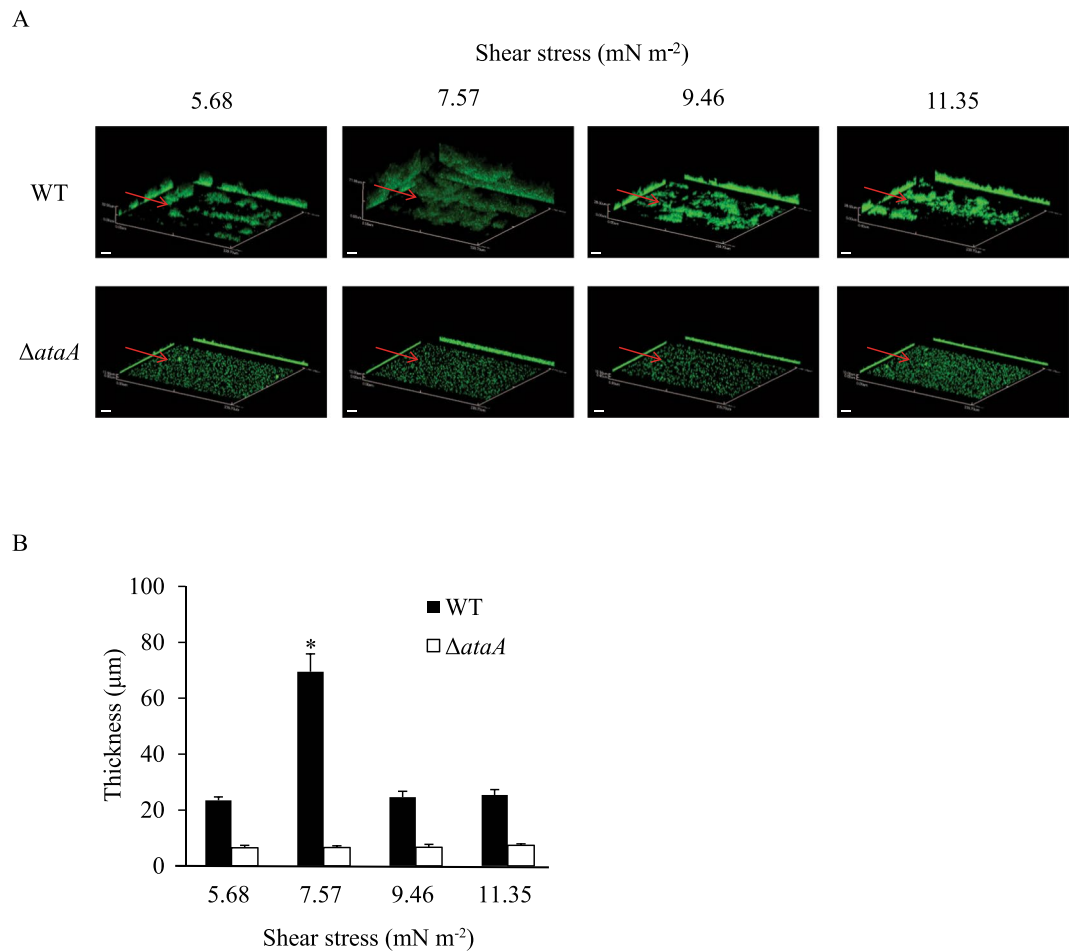 A
Shear stress (mN m-2)
5.68 7.57 9.46 11.35
WT
ΔataA
B
100
80
60
40
20
0
Thickness (μm)
*
WT
ΔataA
5.68 7.57 9.46 11.35
Shear stress (mN m-2)